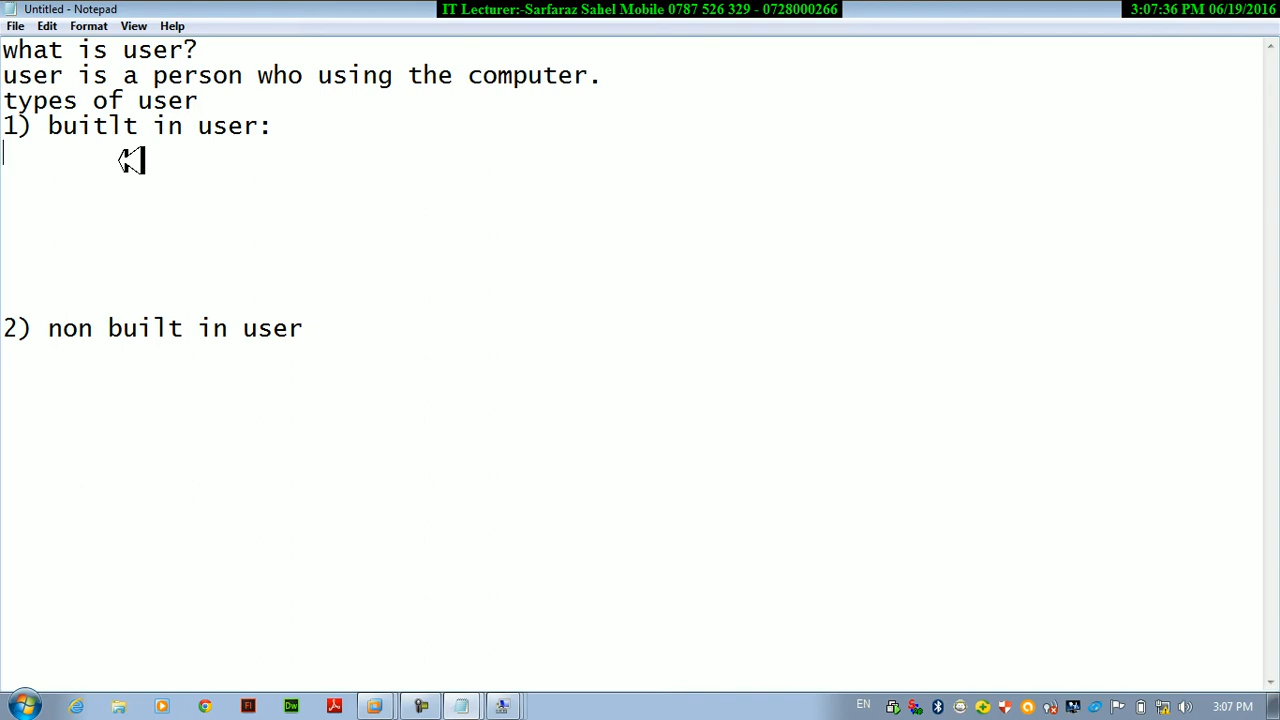 Untitled - Notepad
IT Lecturer:-Sarfaraz Sahel Mobile 0787 526 329 - 0728000266
3:07:36 PM 06/19/2016
File Edit Format View Help
what is user?
user is a person who using the computer.
types of user
1) buitlt in user:
2) non built in user
EN
3:07 PM